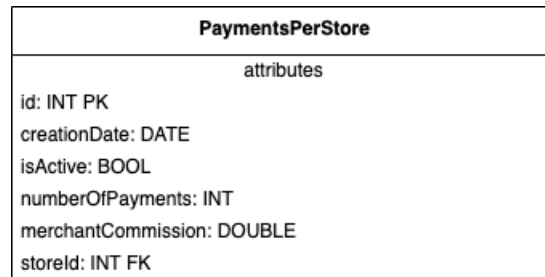 PaymentsPerStore
attributes
id: INT PK
creationDate: DATE
isActive: BOOL
numberOfPayments: INT
merchantCommission: DOUBLE
storeId: INT FK